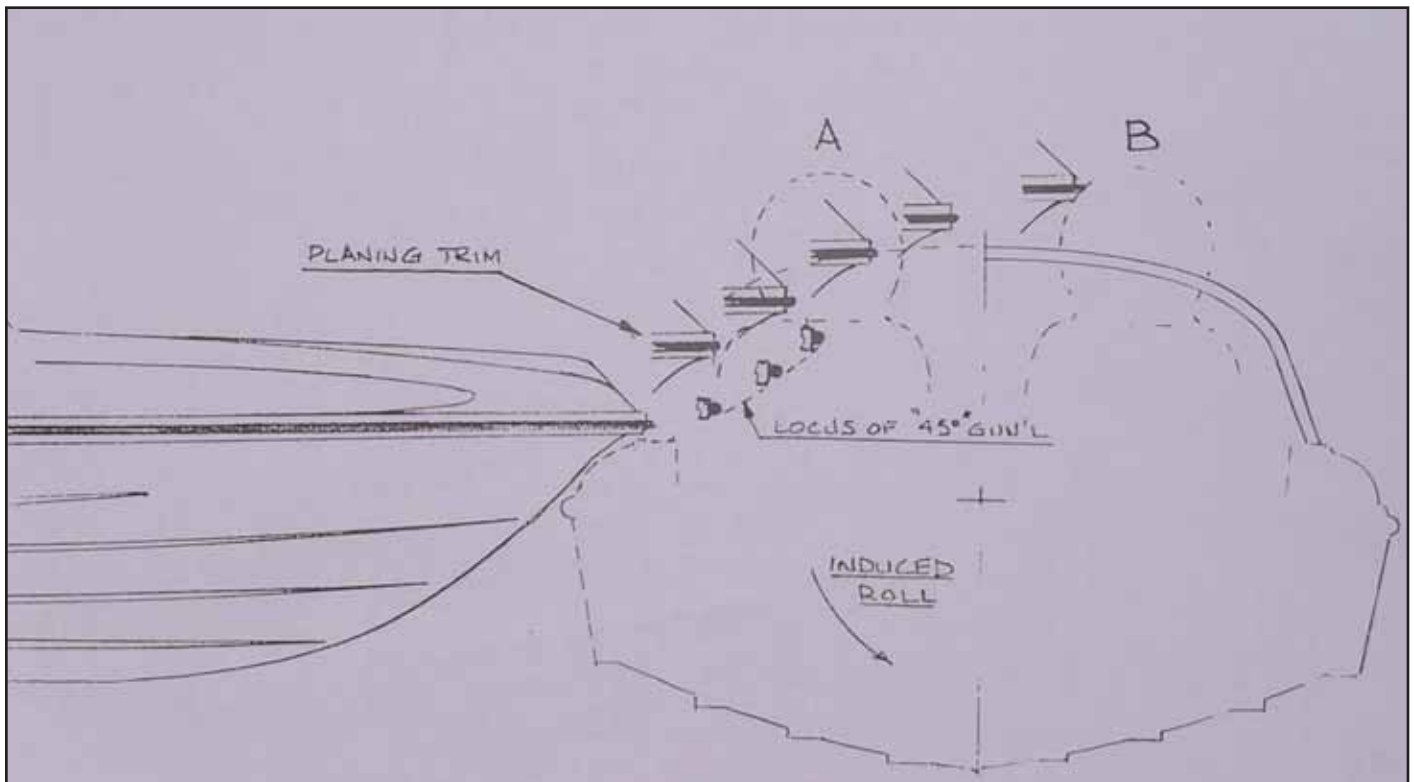 A
B
PLANING TRIM
LOCUS OF "45°" GUN'L
INDUCED
ROLL